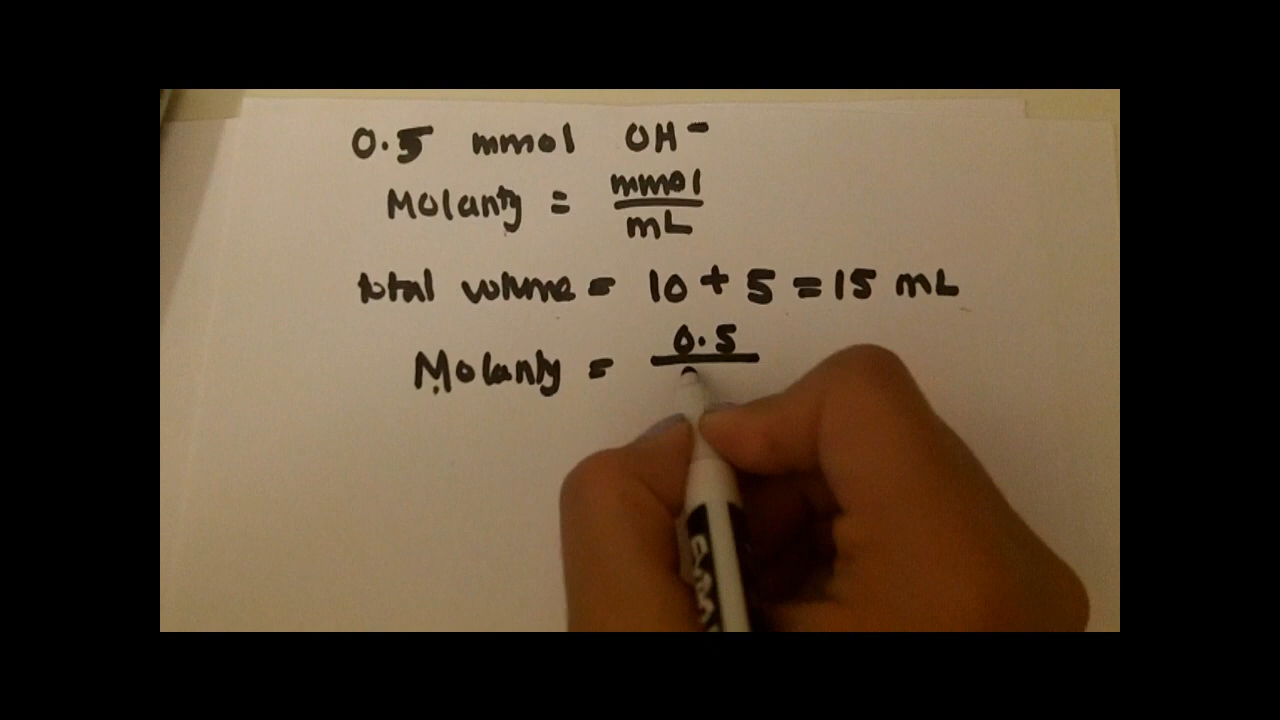 0.5 mmol OH⁻
Molarity = mmol / mL
total volume = 10 + 5 = 15 mL
Molarity = 0.5